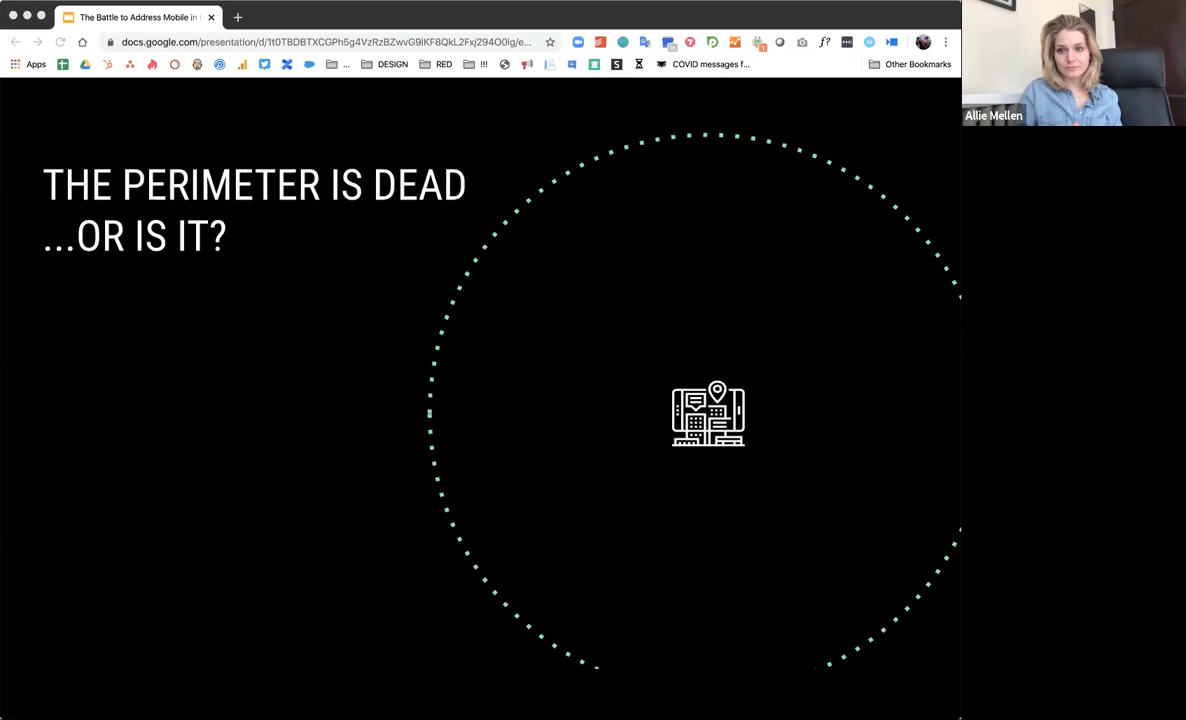 The Battle to Address Mobile in
docs.google.com/presentation/d/1t0TBDBTXCGPh5g4VzRzBZwvG9lKF8QkL2Fxj294O0lg/e...
Apps
...
DESIGN
RED
!!!
COVID messages f...
Other Bookmarks
Allie Mellen
THE PERIMETER IS DEAD
...OR IS IT?